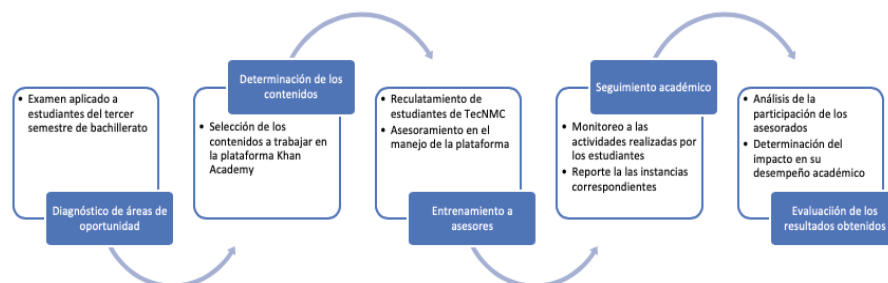 • Examen aplicado a
estudiantes del tercer
semestre de bachillerato
Diagnóstico de áreas de
oportunidad
Determinación de los
contenidos
• Selección de los
contenidos a trabajar en
la plataforma Khan
Academy
• Reculatamiento de
estudiantes de TecNMC
• Asesoramiento en el
manejo de la plataforma
Entrenamiento a
asesores
Seguimiento académico
• Monitoreo a las
actividades realizadas por
los estudiantes
• Reporte la las instancias
correspondientes
• Análisis de la
participación de los
asesorados
• Determinación del
impacto en su
desempeño académico
Evaluaciión de los
resultados obtenidos